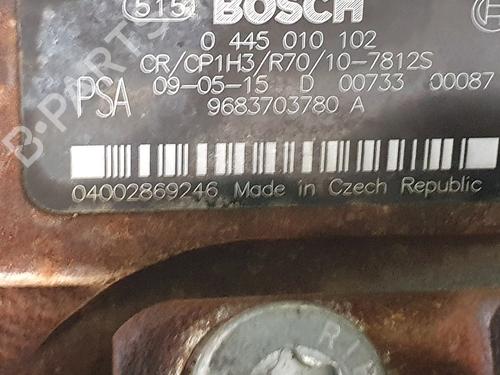 515 BOSCH
0 445 010 102
CR/CP1H3/R70/10-7812S
PSA 09-05-15 D 00733 00087
9683703780 A
04002869246 Made in Czech Republic
B-PARTS